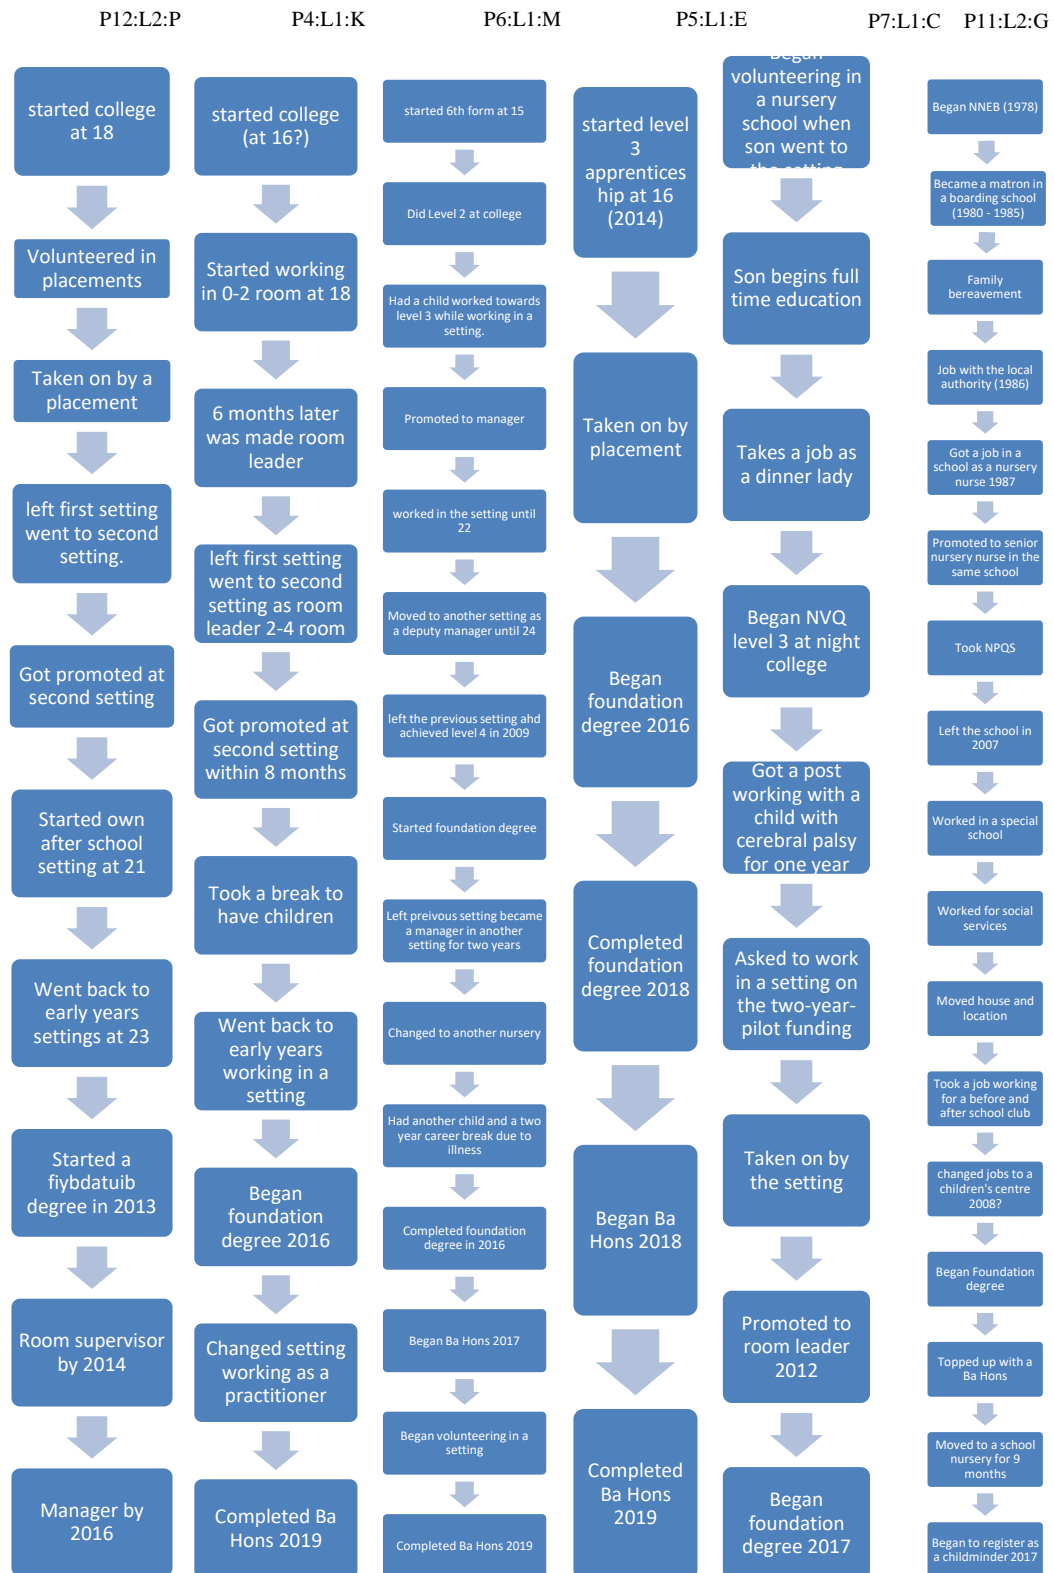 P12:L2:P P4:L1:K P6:L1:M P5:L1:E P7:L1:C P11:L2:G
started college
at 18
Volunteered in
placements
Taken on by a
placement
left first setting
went to second
setting.
Got promoted at
second setting
Started own
after school
setting at 21
Went back to
early years
settings at 23
Started a
fiybdatuib
degree in 2013
Room supervisor
by 2014
Manager by
2016
started college
(at 16?)
Started working
in 0-2 room at 18
6 months later
was made room
leader
left first setting
went to second
setting as room
leader 2-4 room
Got promoted at
second setting
within 8 months
Took a break to
have children
Went back to
early years
working in a
setting
Began
foundation
degree 2016
Changed setting
working as a
practitioner
Completed Ba
Hons 2019
started 6th form at 15
Did Level 2 at college
Had a child worked towards
level 3 while working in a
setting.
Promoted to manager
worked in the setting until
22
Moved to another setting as
a deputy manager until 24
left the previous setting ahd
achieved level 4 in 2009
Started foundation degree
Left preivous setting became
a manager in another
setting for two years
Changed to another nursery
Had another child and a two
year career break due to
illness
Completed foundation
degree in 2016
Began Ba Hons 2017
Began volunteering in a
setting
Completed Ba Hons 2019
started level
3
apprentices
hip at 16
(2014)
Taken on by
placement
Began
foundation
degree 2016
Completed
foundation
degree 2018
Began Ba
Hons 2018
Completed
Ba Hons
2019
Began
volunteering in
a nursery
school when
son went to
the setting
Son begins full
time education
Takes a job as
a dinner lady
Began NVQ
level 3 at night
college
Got a post
working with a
child with
cerebral palsy
for one year
Asked to work
in a setting on
the two-year-
pilot funding
Taken on by
the setting
Promoted to
room leader
2012
Began
foundation
degree 2017
Began NNEB (1978)
Became a matron in
a boarding school
(1980 - 1985)
Family
bereavement
Job with the local
authority (1986)
Got a job in a
school as a nursery
nurse 1987
Promoted to senior
nursery nurse in the
same school
Took NPQS
Left the school in
2007
Worked in a special
school
Worked for social
services
Moved house and
location
Took a job working
for a before and
after school club
changed jobs to a
children's centre
2008?
Began Foundation
degree
Topped up with a
Ba Hons
Moved to a school
nursery for 9
months
Began to register as
a childminder 2017